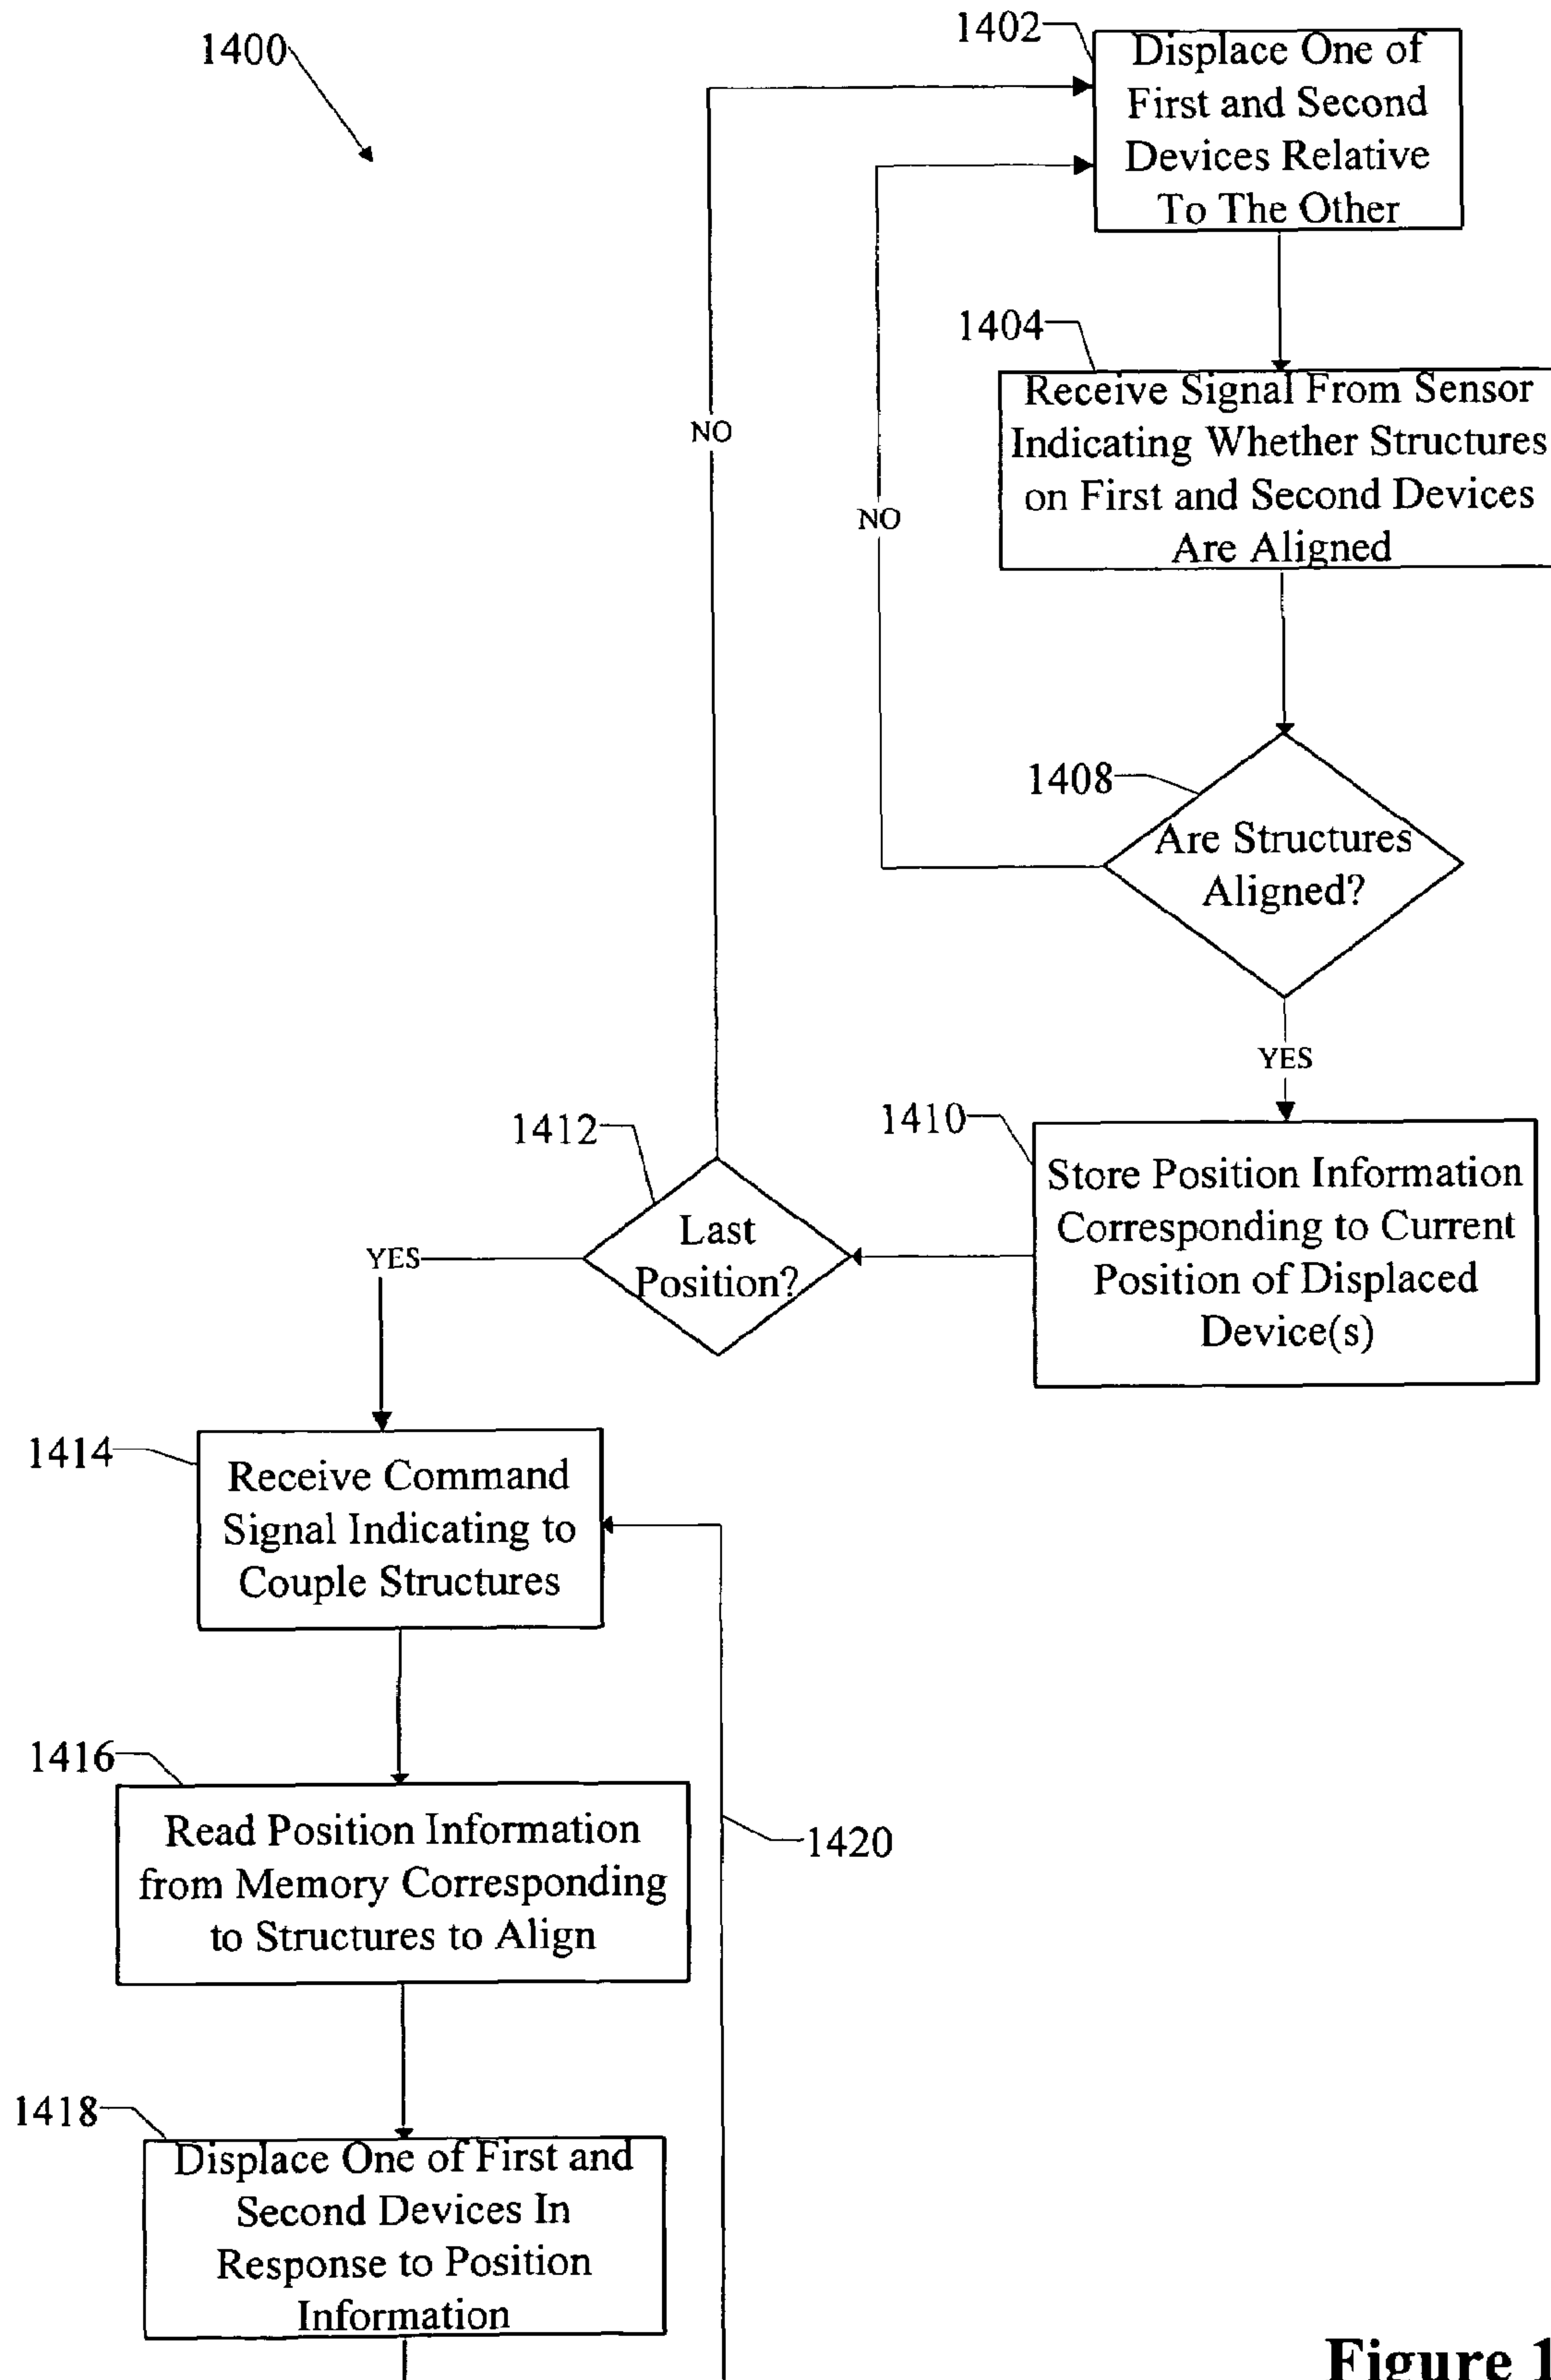 1400
1402
Displace One of
First and Second
Devices Relative
To The Other
1404
Receive Signal From Sensor
Indicating Whether Structures
on First and Second Devices
Are Aligned
NO
NO
1408
Are Structures
Aligned?
YES
1410
Store Position Information
Corresponding to Current
Position of Displaced
Device(s)
1412
Last
Position?
YES
1414
Receive Command
Signal Indicating to
Couple Structures
1416
Read Position Information
from Memory Corresponding
to Structures to Align
1420
1418
Displace One of First and
Second Devices In
Response to Position
Information
Figure 1